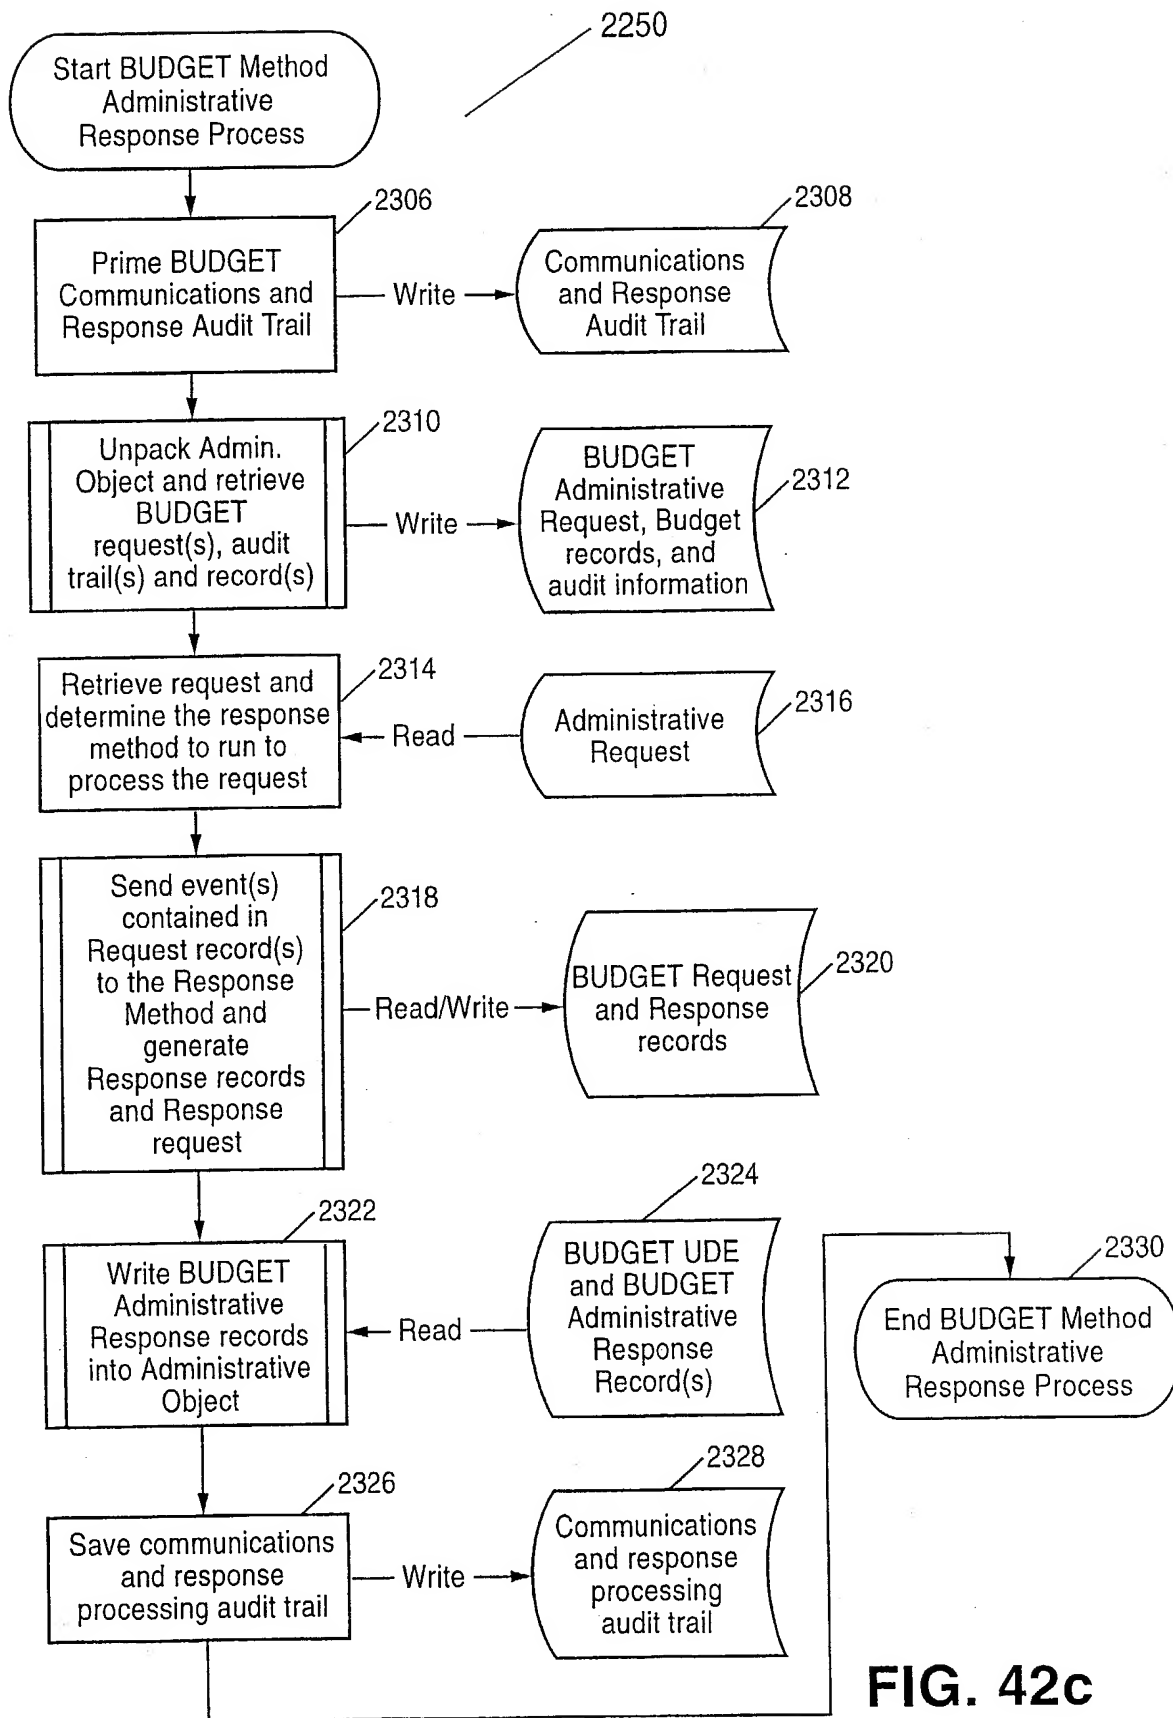 2250
Start BUDGET Method
Administrative
Response Process
2306
Prime BUDGET
Communications and
Response Audit Trail
Write
2308
Communications
and Response
Audit Trail
2310
Unpack Admin.
Object and retrieve
BUDGET
request(s), audit
trail(s) and record(s)
Write
BUDGET
Administrative
Request, Budget
records, and
audit information
2312
2314
Retrieve request and
determine the response
method to run to
process the request
Read
Administrative
Request
2316
2318
Send event(s)
contained in
Request record(s)
to the Response
Method and
generate
Response records
and Response
request
Read/Write
BUDGET Request
and Response
records
2320
2322
Write BUDGET
Administrative
Response records
into Administrative
Object
Read
2324
BUDGET UDE
and BUDGET
Administrative
Response
Record(s)
2330
End BUDGET Method
Administrative
Response Process
2326
Save communications
and response
processing audit trail
Write
2328
Communications
and response
processing
audit trail
FIG. 42c